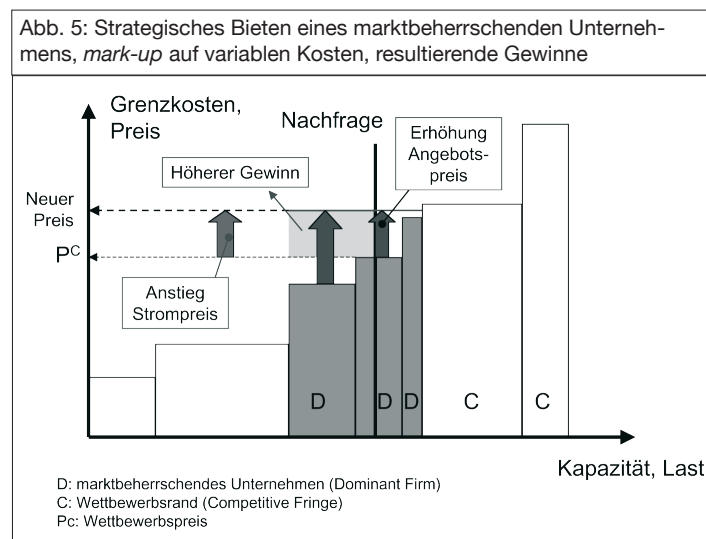 Abb. 5: Strategisches Bieten eines marktbeherrschenden Unterneh-
mens, mark-up auf variablen Kosten, resultierende Gewinne
Grenzkosten,
Preis
Nachfrage
Erhöhung
Angebots-
preis
Höherer Gewinn
Neuer
Preis
PC
Anstieg
Strompreis
D
D
D
C
C
Kapazität, Last
D: marktbeherrschendes Unternehmen (Dominant Firm)
C: Wettbewerbsrand (Competitive Fringe)
Pc: Wettbewerbspreis